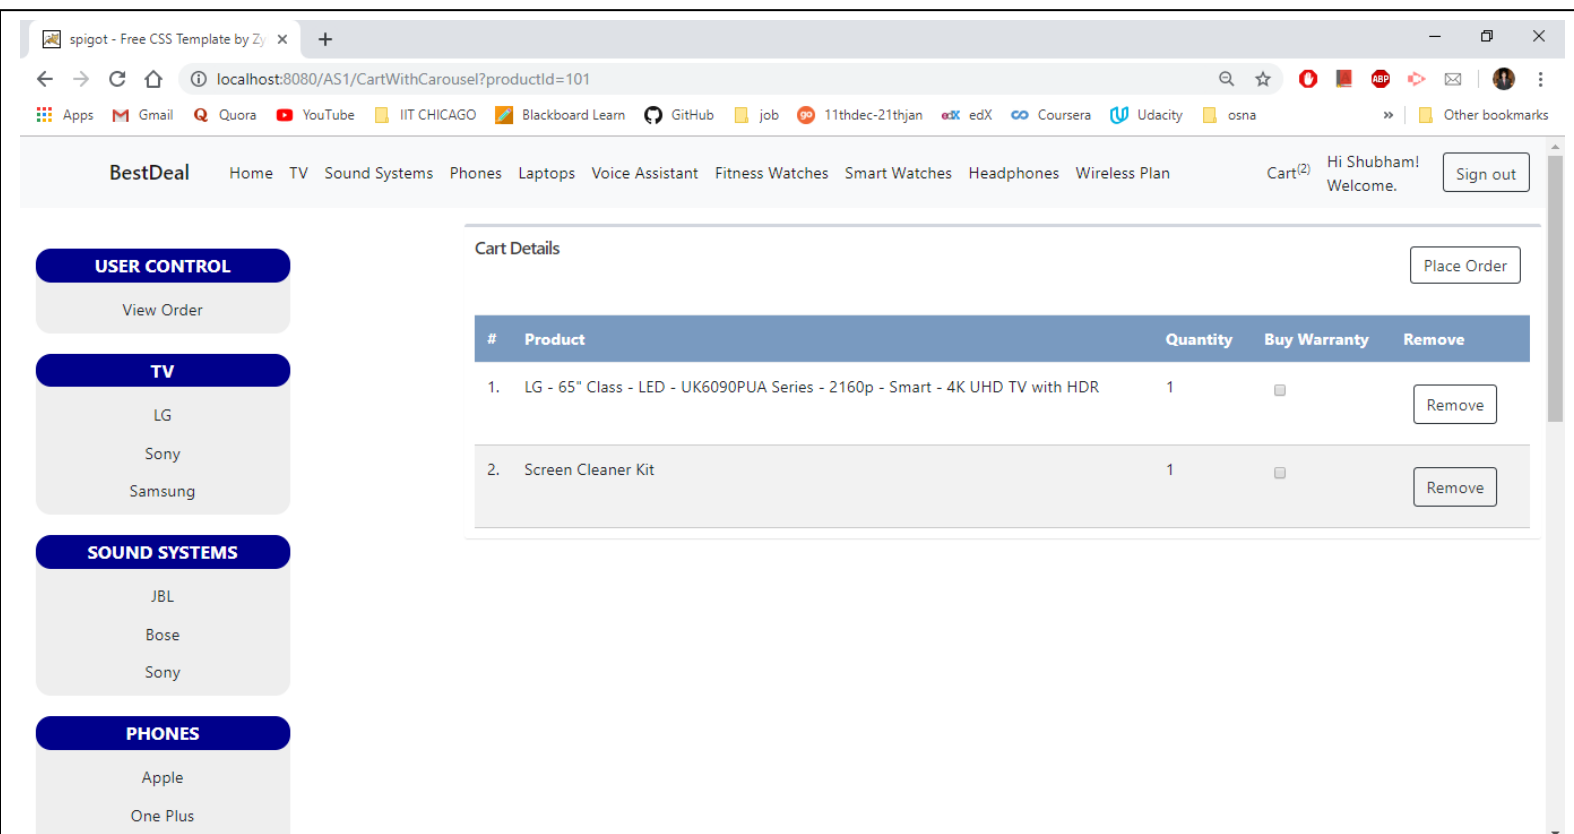 spigot - Free CSS Template by Zy
localhost:8080/AS1/CartWithCarousel?productId=101
ABP
Apps Gmail Quora YouTube IIT CHICAGO Blackboard Learn GitHub job go 11thdec-21thjan edX edX Coursera Udacity osna » Other bookmarks
BestDeal Home TV Sound Systems Phones Laptops Voice Assistant Fitness Watches Smart Watches Headphones Wireless Plan Cart(2) Hi Shubham! Sign out
Welcome.
Cart Details
Place Order
USER CONTROL
View Order
TV
LG
Sony
Samsung
SOUND SYSTEMS
JBL
Bose
Sony
PHONES
Apple
One Plus
# Product Quantity Buy Warranty Remove
1. LG - 65" Class - LED - UK6090PUA Series - 2160p - Smart - 4K UHD TV with HDR 1 Remove
2. Screen Cleaner Kit 1 Remove